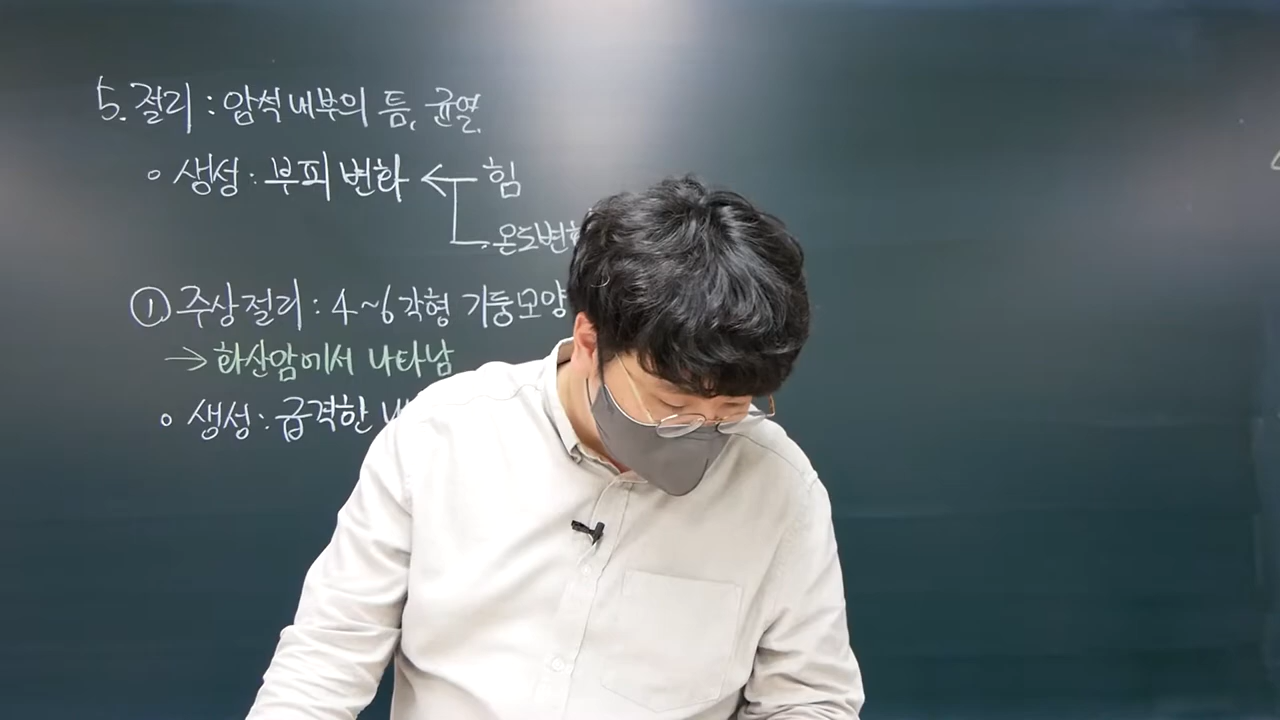 5. 절리 : 암석 내부의 틈, 균열.
◦ 생성 : 부피 변화 ← 힘
온도변화
① 주상절리 : 4~6각형 기둥모양
→ 화산암에서 나타남
◦ 생성 : 급격한